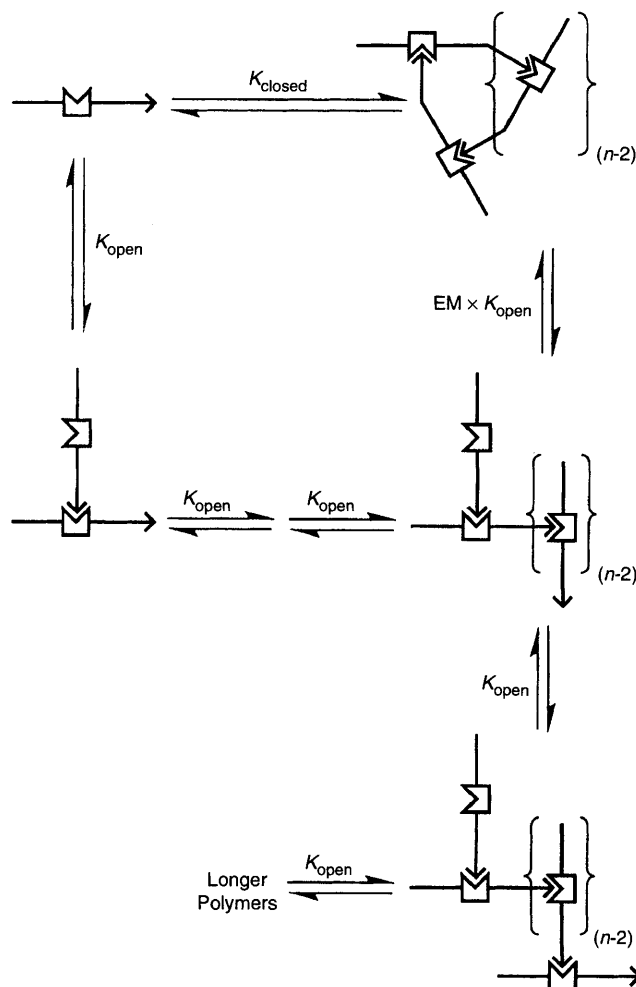 K_closed
(n-2)
K_open
EM × K_open
K_open
K_open
(n-2)
K_open
K_open
Longer
Polymers
(n-2)